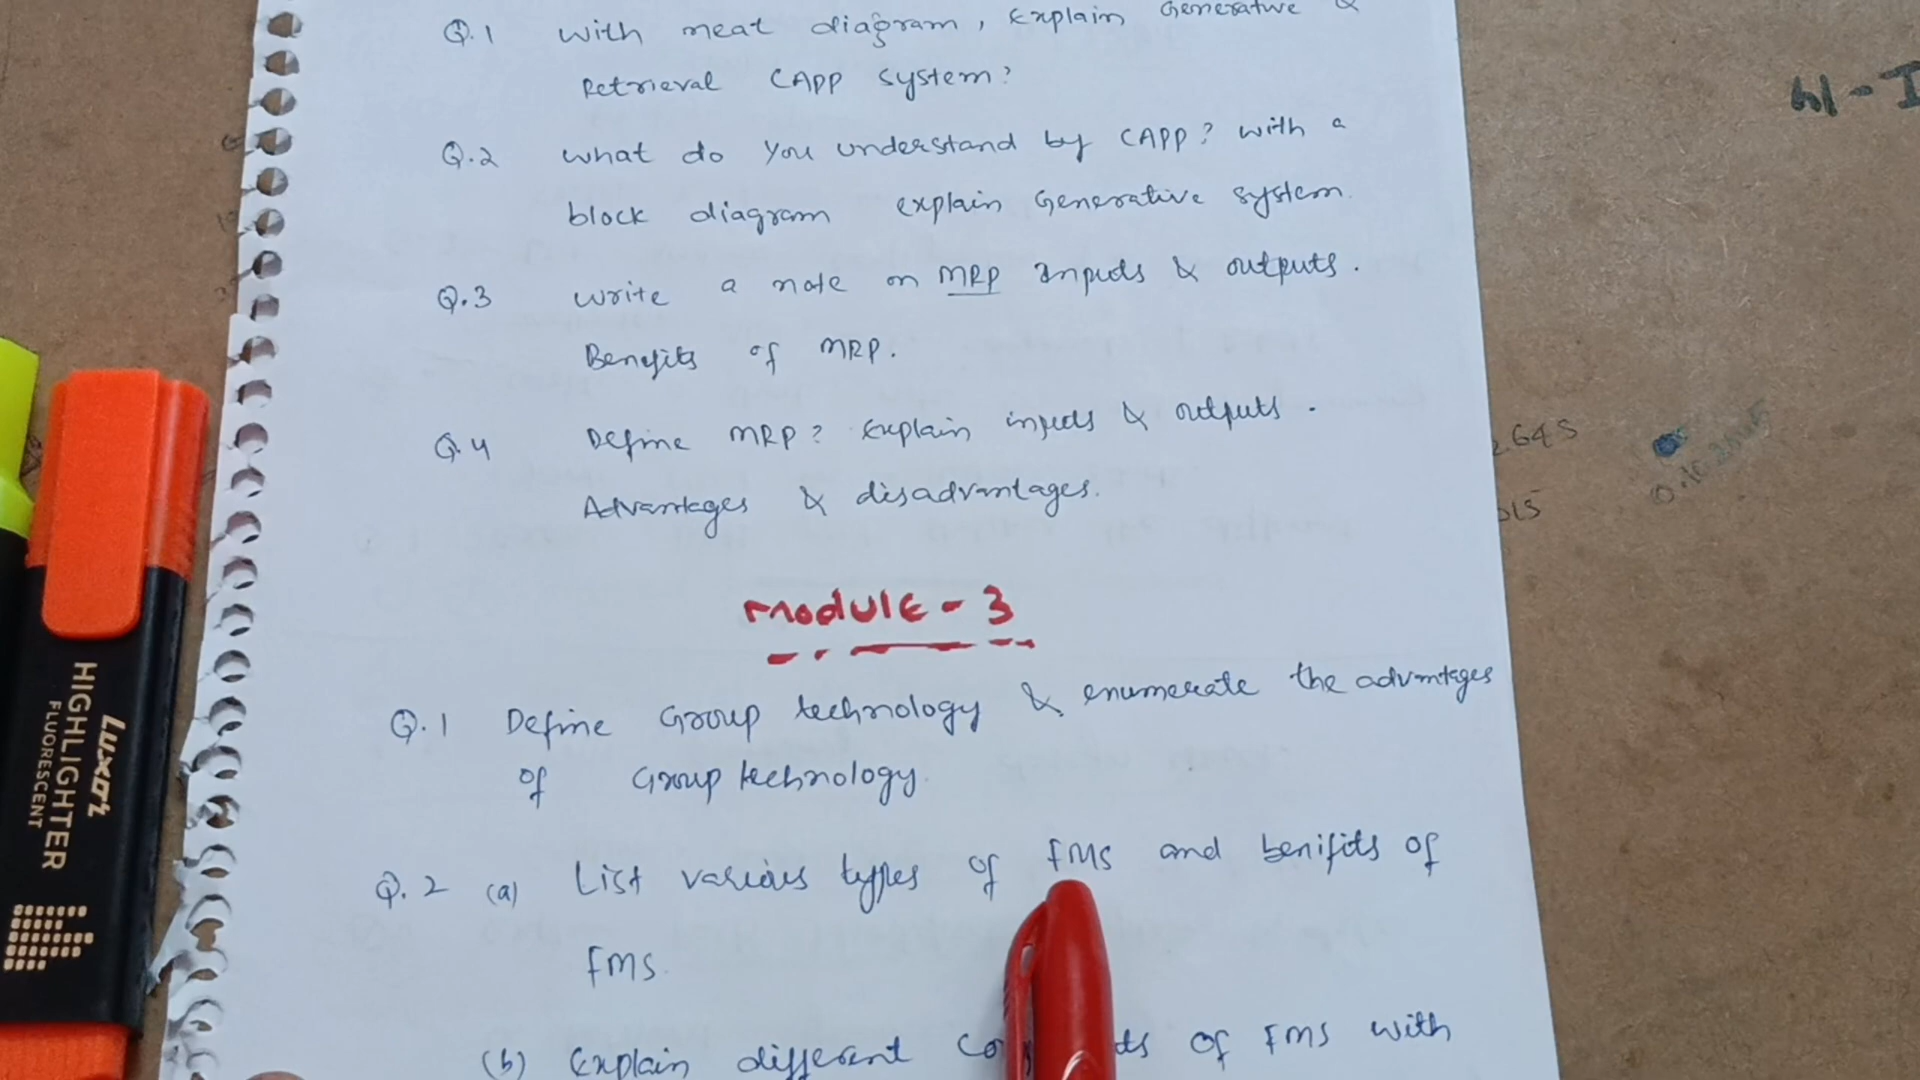 Q.1 With neat diagram, Explain Generative &
Retrieval CAPP system?
Q.2 What do you understand by CAPP? With a
block diagram explain Generative system.
Q.3 Write a note on MRP Inputs & outputs.
Benefits of MRP.
Q.4 Define MRP? Explain inputs & outputs.
Advantages & disadvantages.
Module - 3
Q.1 Define Group technology & enumerate the advantages
of Group technology.
Q.2 (a) List various types of FMS and benifits of
FMS.
(b) Explain different of FMS with
Luxor
HIGHLIGHTER
FLUORESCENT
2645